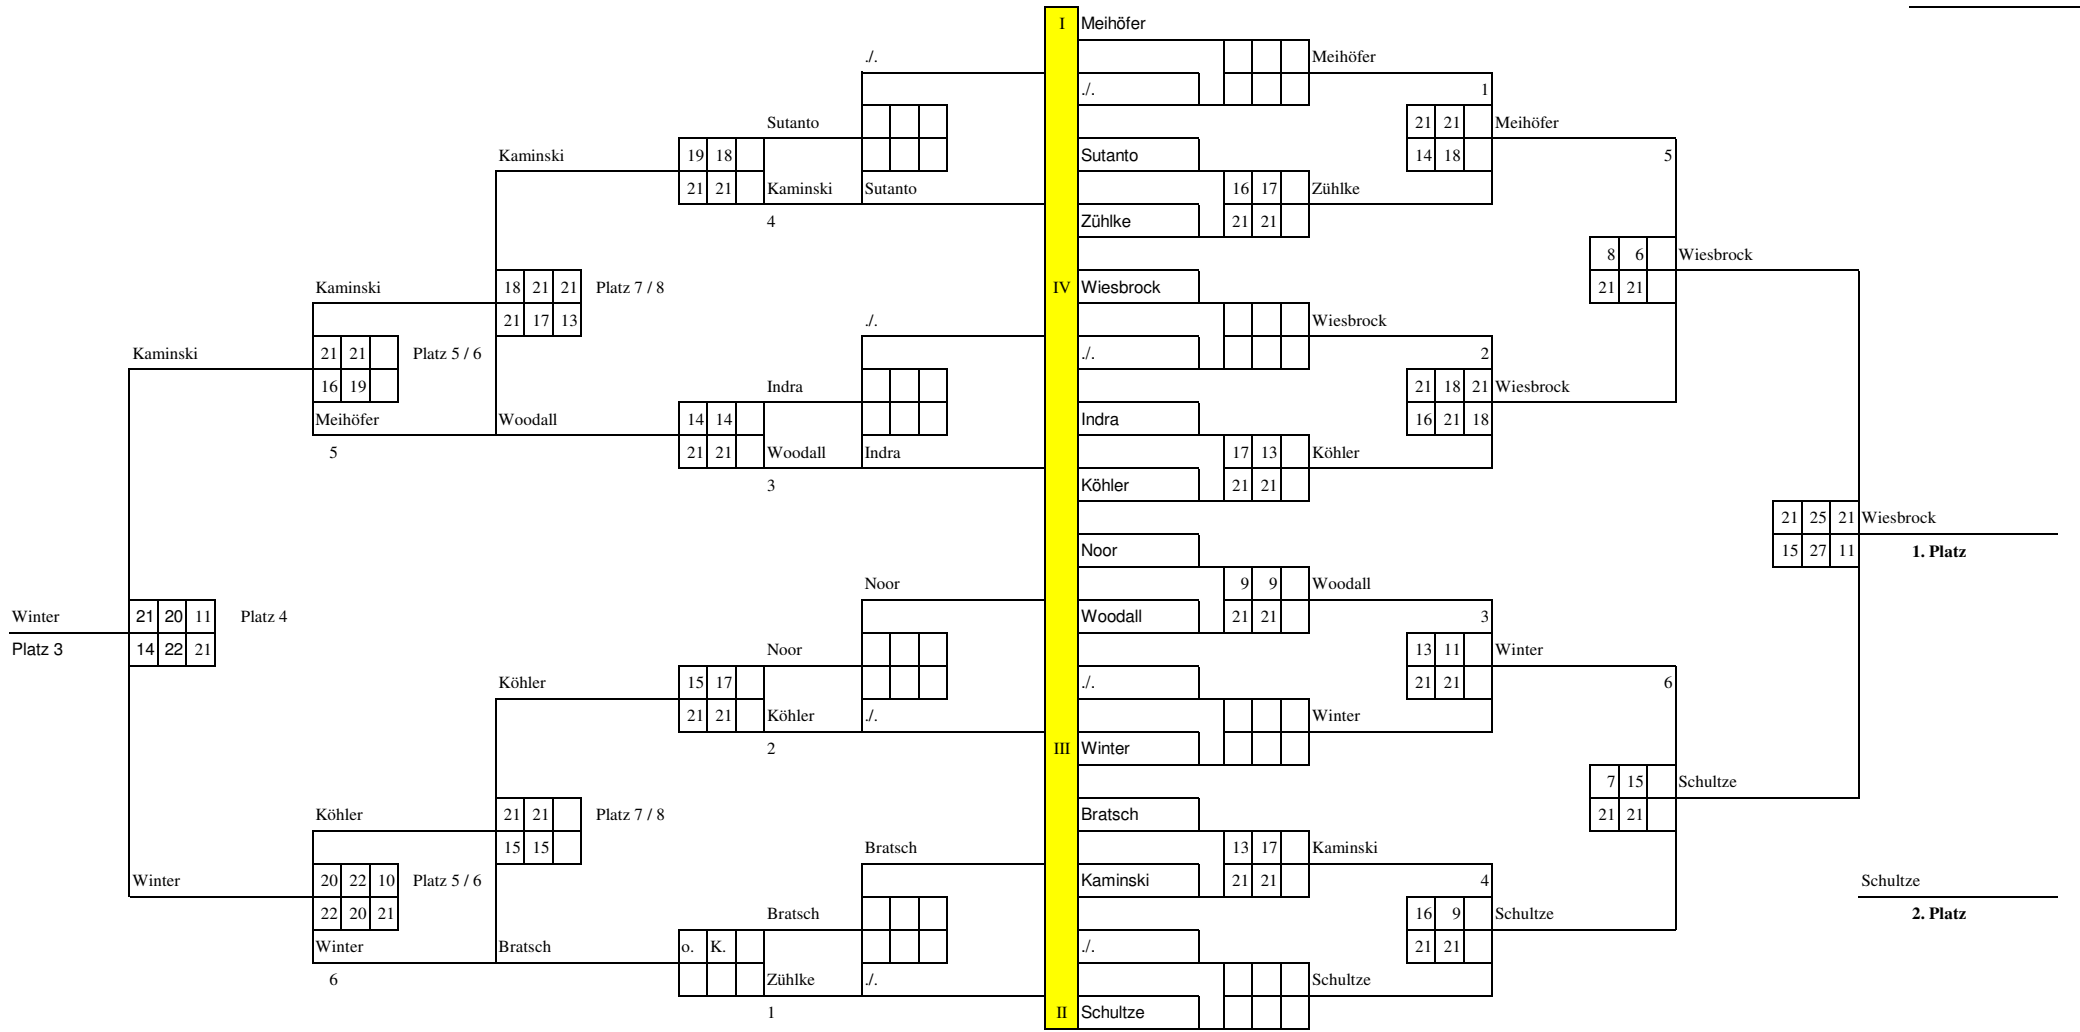 I Meihöfer
./. Meihöfer
./. 1
Sutanto 21 21 Meihöfer
Kaminski 19 18 Sutanto 14 18 5
21 21 Kaminski Sutanto 16 17 Zühlke
4 Zühlke 21 21
8 6 Wiesbrock
Kaminski 18 21 21 Platz 7 / 8 IV Wiesbrock 21 21
21 17 13 ./. Wiesbrock
Kaminski 21 21 Platz 5 / 6 ./. 2
16 19 Indra 21 18 21 Wiesbrock
Meihöfer Woodall 14 14 Indra 16 21 18
5 21 21 Woodall Indra 17 13 Köhler
3 Köhler 21 21
21 25 21 Wiesbrock
Noor 15 27 11 1. Platz
Noor 9 9 Woodall
Winter 21 20 11 Platz 4 Woodall 21 21 3
Platz 3 14 22 21 Noor 13 11 Winter
Köhler 15 17 ./. 21 21 6
21 21 Köhler ./. Winter
2 III Winter
7 15 Schultze
Köhler 21 21 Platz 7 / 8 Bratsch 21 21
15 15 Bratsch 13 17 Kaminski
Winter 20 22 10 Platz 5 / 6 Kaminski 21 21 4 Schultze
22 20 21 Bratsch 16 9 Schultze 2. Platz
Winter Bratsch o. K. ./. 21 21
6 Zühlke ./. Schultze
1 II Schultze